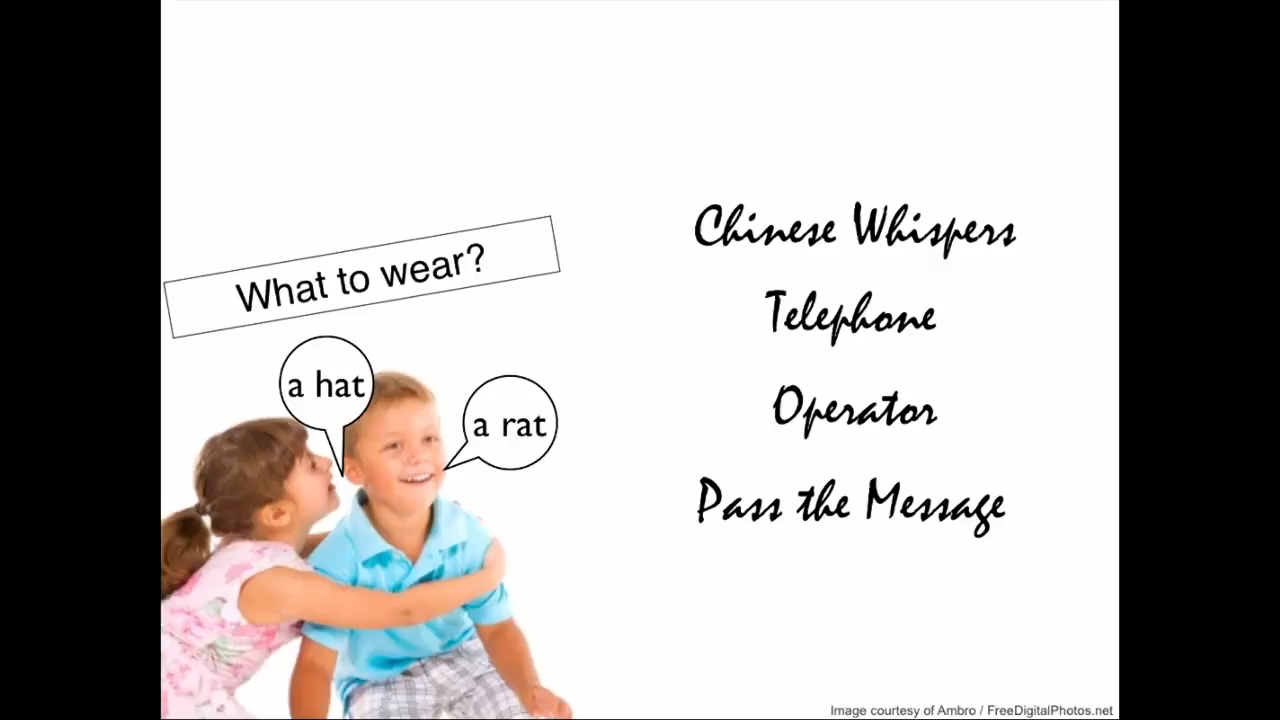 What to wear?
a hat
a rat
Chinese Whispers
Telephone
Operator
Pass the Message
Image courtesy of Ambro / FreeDigitalPhotos.net